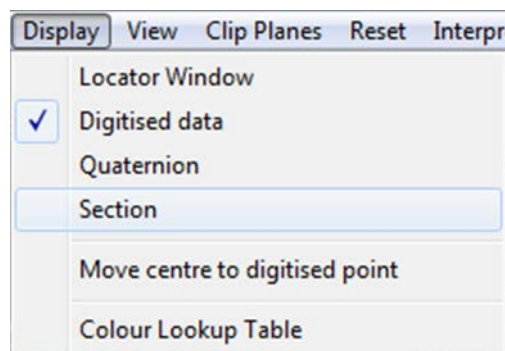 Display View Clip Planes Reset Interpr
Locator Window
Digitised data
Quaternion
Section
Move centre to digitised point
Colour Lookup Table